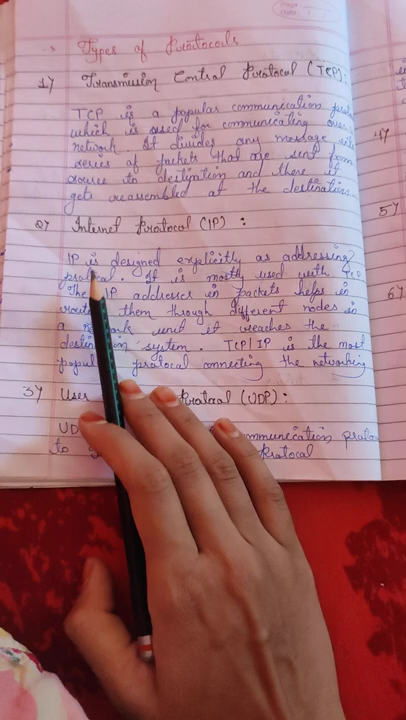 Types of Protocols
1) Transmission Control Protocol (TCP):
TCP is a popular communication
which is used for communicating over
network. It divides any message into
series of packets that are sent from
source to destination and there it
gets reassembled at the destination.
2) Internet Protocol (IP) :
IP is designed explicitly as addressing
protocol. It is mostly used with TCP
The IP addresses in packets helps in
them through different nodes in
a until it reaches the
system. TCP/IP is the most
protocol connecting the networking
3) User Protocol (UDP) :
UD communication
to protocol
4)
5)
6)